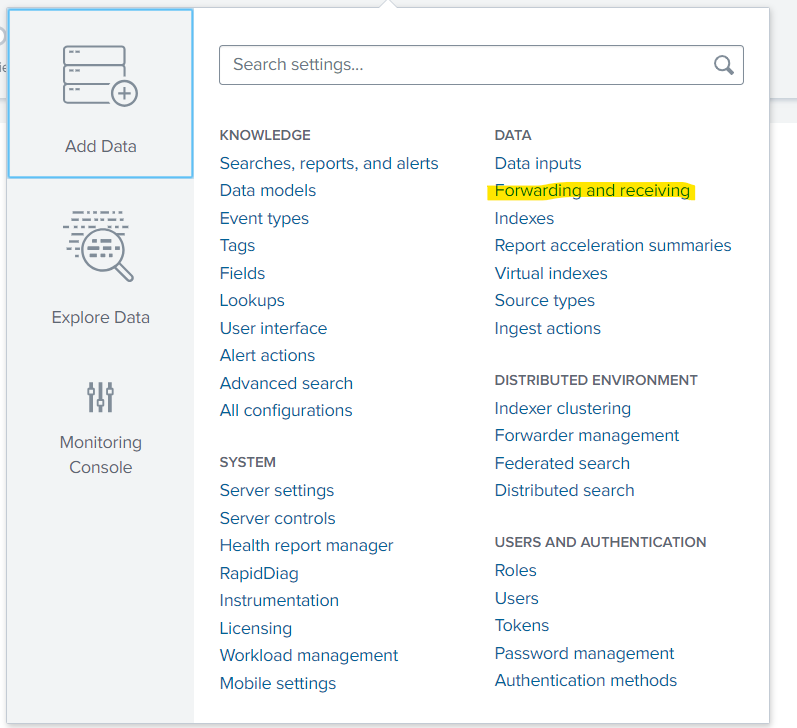 Add Data
Explore Data
Monitoring
Console
Search settings...
KNOWLEDGE
Searches, reports, and alerts
Data models
Event types
Tags
Fields
Lookups
User interface
Alert actions
Advanced search
All configurations
SYSTEM
Server settings
Server controls
Health report manager
RapidDiag
Instrumentation
Licensing
Workload management
Mobile settings
DATA
Data inputs
Forwarding and receiving
Indexes
Report acceleration summaries
Virtual indexes
Source types
Ingest actions
DISTRIBUTED ENVIRONMENT
Indexer clustering
Forwarder management
Federated search
Distributed search
USERS AND AUTHENTICATION
Roles
Users
Tokens
Password management
Authentication methods